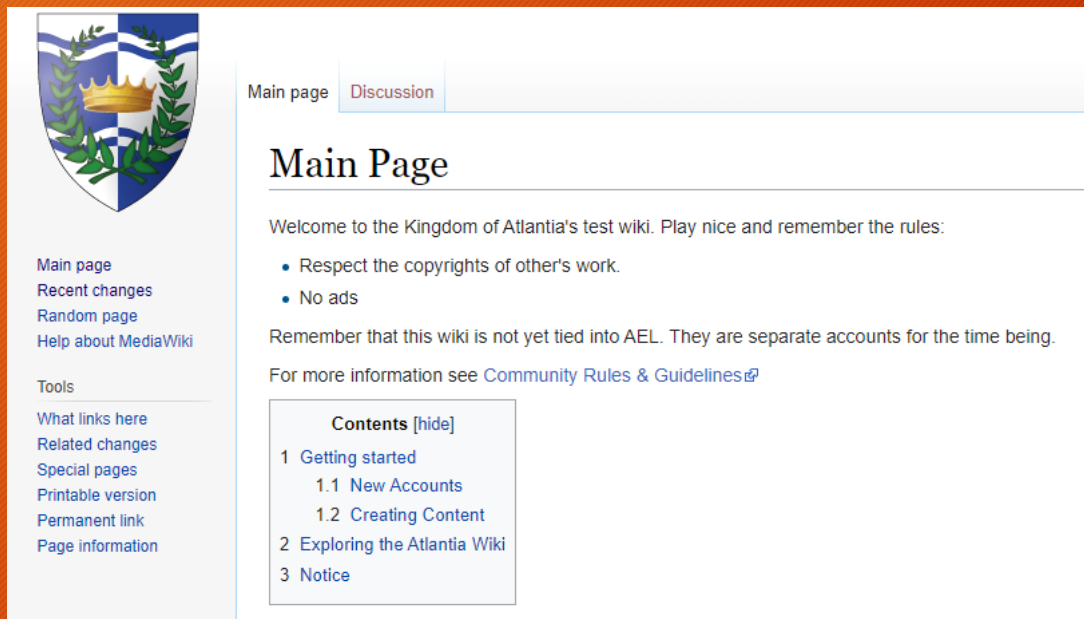 Main page
Discussion
Main Page
Welcome to the Kingdom of Atlantia's test wiki. Play nice and remember the rules:
Respect the copyrights of other's work.
No ads
Remember that this wiki is not yet tied into AEL. They are separate accounts for the time being.
For more information see Community Rules & Guidelines
Contents [hide]
1 Getting started
1.1 New Accounts
1.2 Creating Content
2 Exploring the Atlantia Wiki
3 Notice
Main page
Recent changes
Random page
Help about MediaWiki
Tools
What links here
Related changes
Special pages
Printable version
Permanent link
Page information